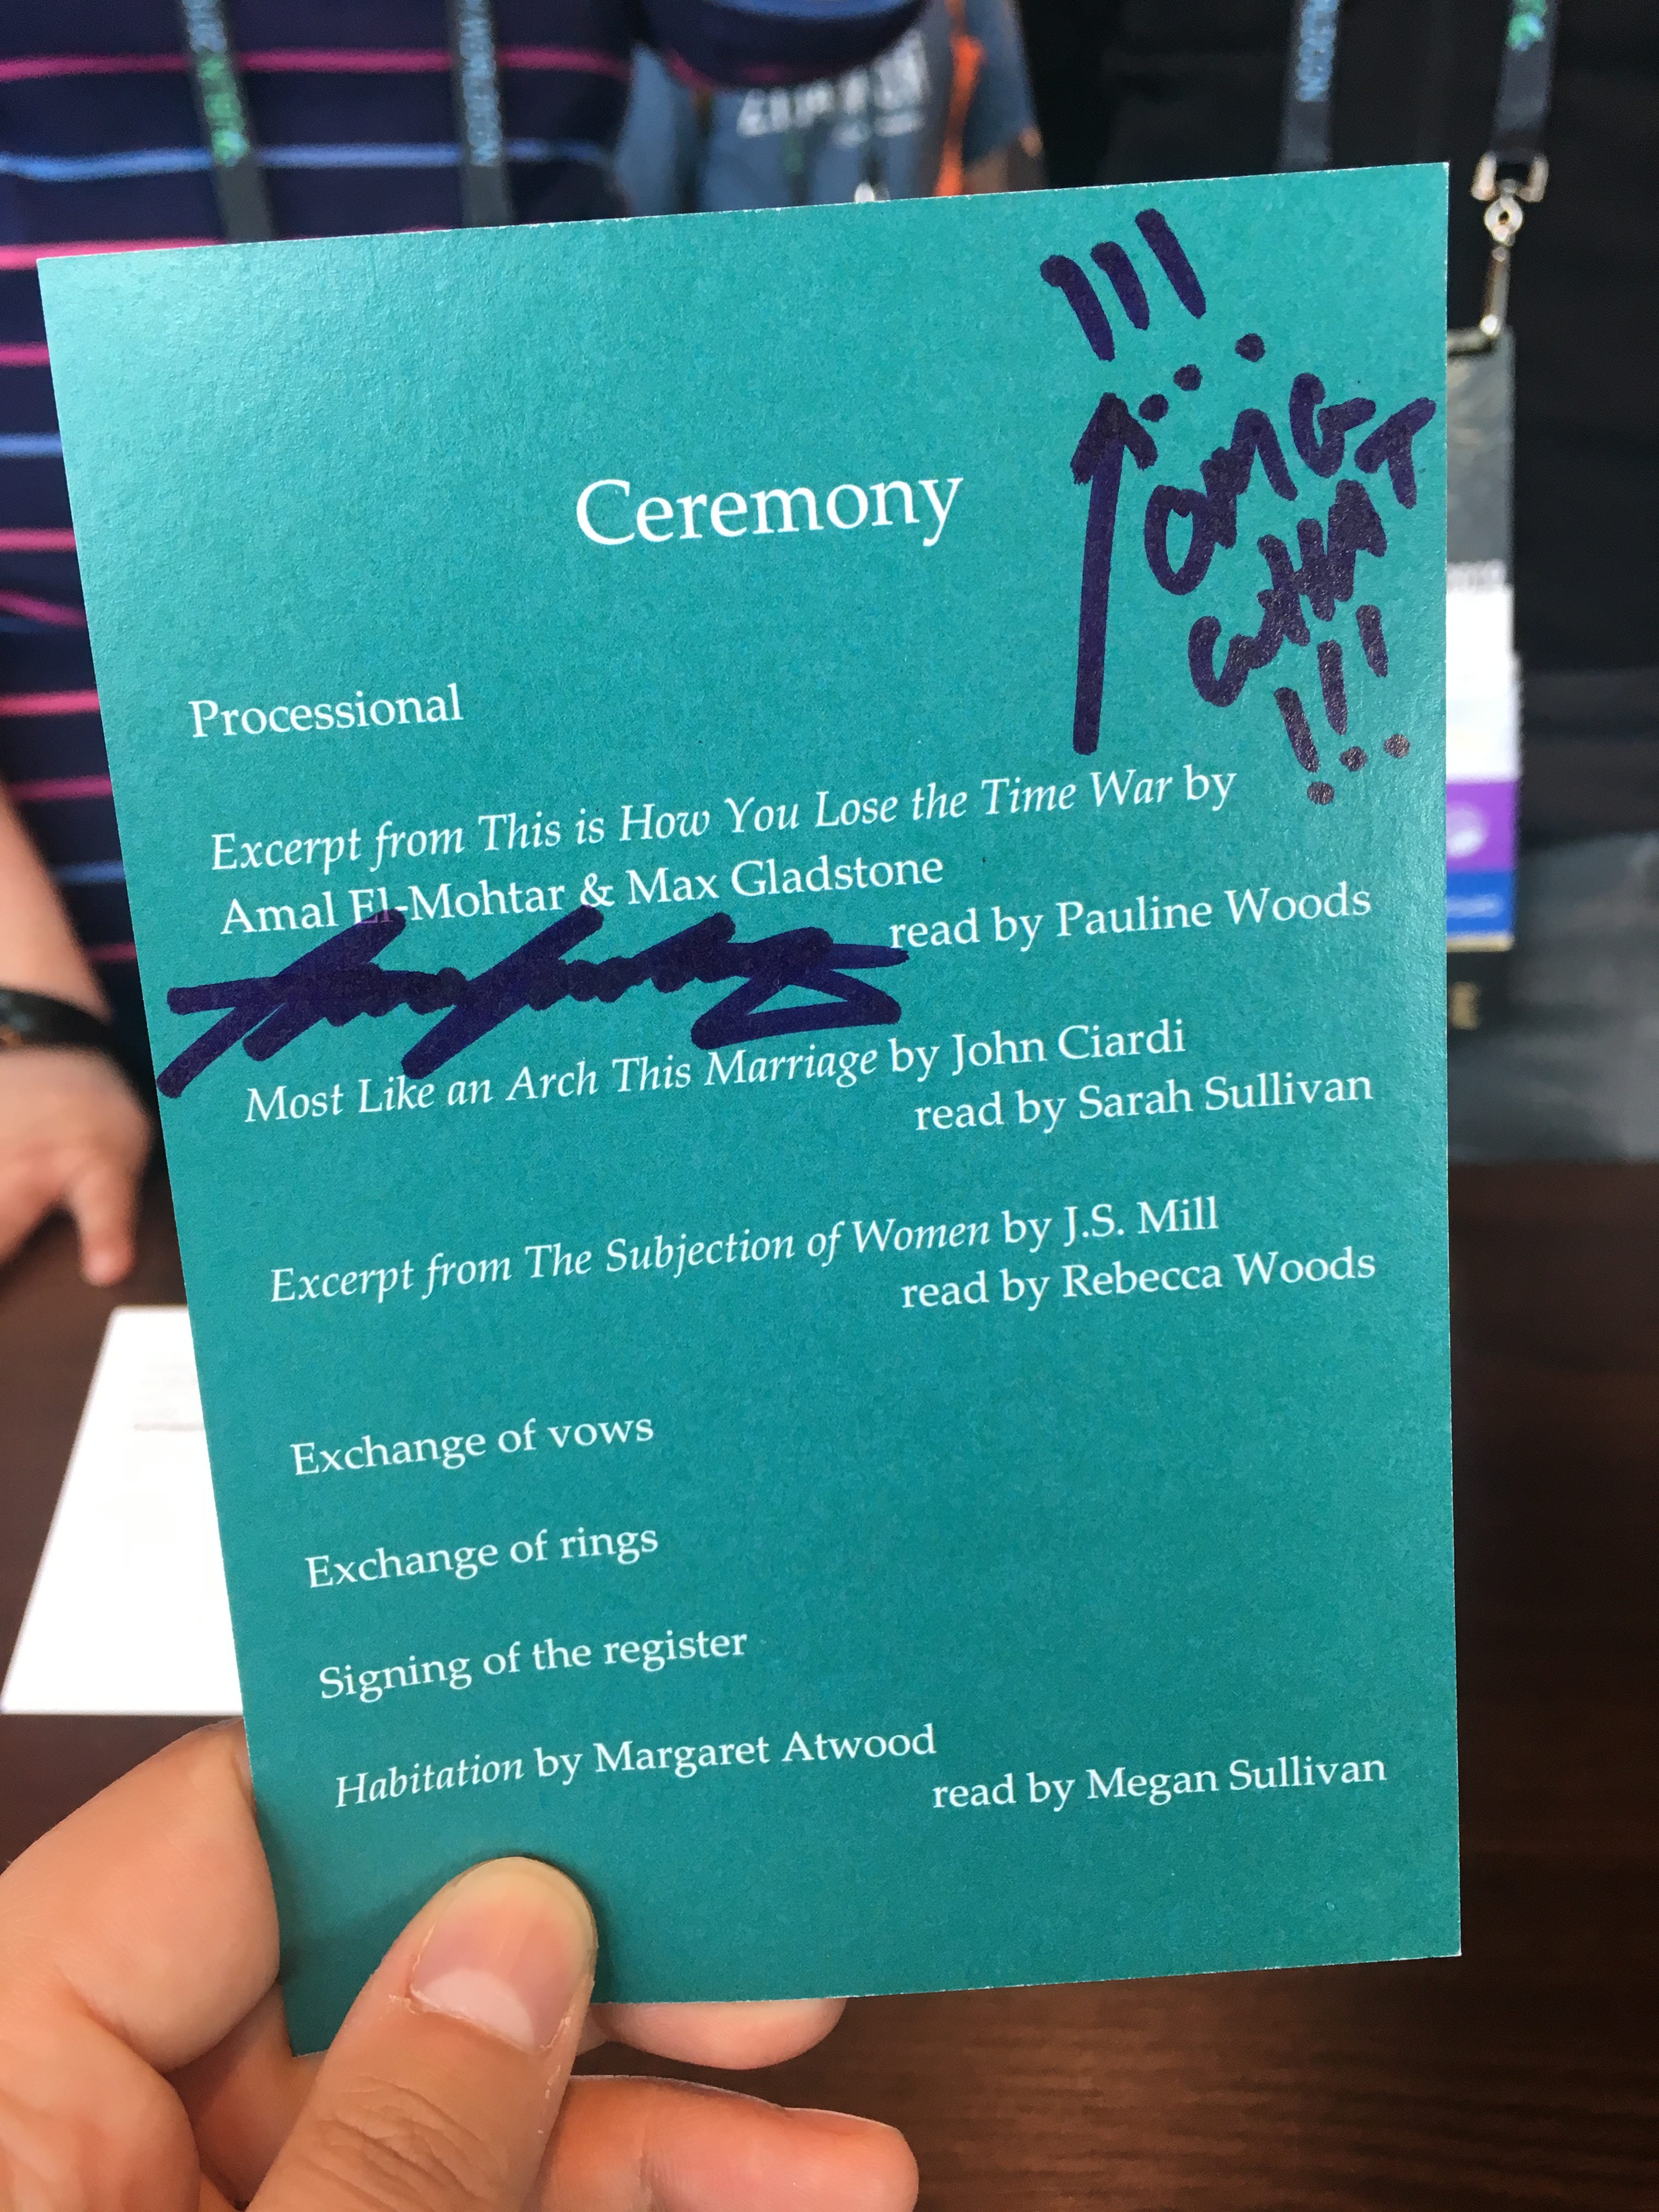 !!!
OMG
WHAT
!!!
Ceremony
Processional
Excerpt from This is How You Lose the Time War by
Amal El-Mohtar & Max Gladstone
read by Pauline Woods
Most Like an Arch This Marriage by John Ciardi
read by Sarah Sullivan
Excerpt from The Subjection of Women by J.S. Mill
read by Rebecca Woods
Exchange of vows
Exchange of rings
Signing of the register
Habitation by Margaret Atwood
read by Megan Sullivan